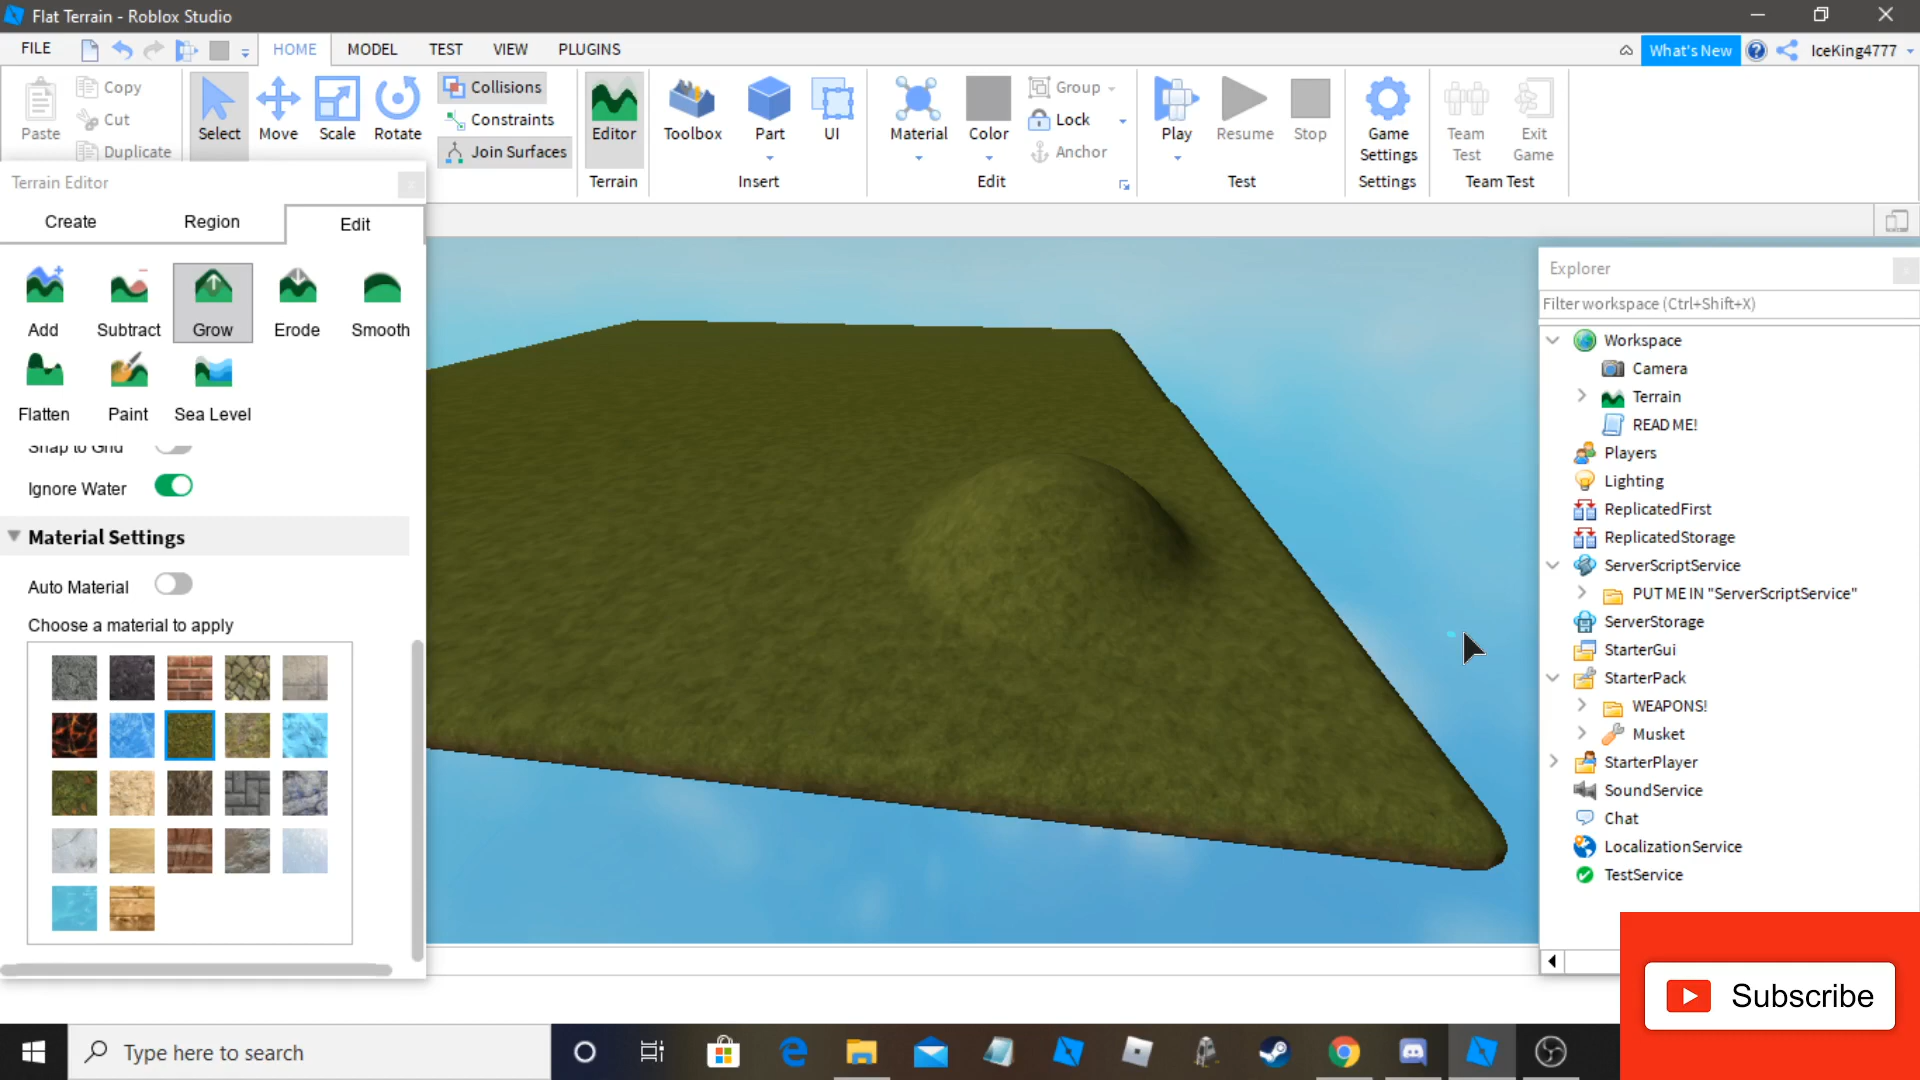 Flat Terrain - Roblox Studio
FILE
HOME
MODEL
TEST
VIEW
PLUGINS
What's New
IceKing4777
Paste
Copy
Cut
Duplicate
Select
Move
Scale
Rotate
Collisions
Constraints
Join Surfaces
Editor
Terrain
Toolbox
Part
UI
Insert
Material
Color
Group
Lock
Anchor
Edit
Play
Resume
Stop
Test
Game
Settings
Settings
Team
Test
Exit
Game
Team Test
Terrain Editor
Create
Region
Edit
Add
Subtract
Grow
Erode
Smooth
Flatten
Paint
Sea Level
Snap to Grid
Ignore Water
Material Settings
Auto Material
Choose a material to apply
Explorer
Filter workspace (Ctrl+Shift+X)
Workspace
Camera
Terrain
READ ME!
Players
Lighting
ReplicatedFirst
ReplicatedStorage
ServerScriptService
PUT ME IN "ServerScriptService"
ServerStorage
StarterGui
StarterPack
WEAPONS!
Musket
StarterPlayer
SoundService
Chat
LocalizationService
TestService
Subscribe
Type here to search